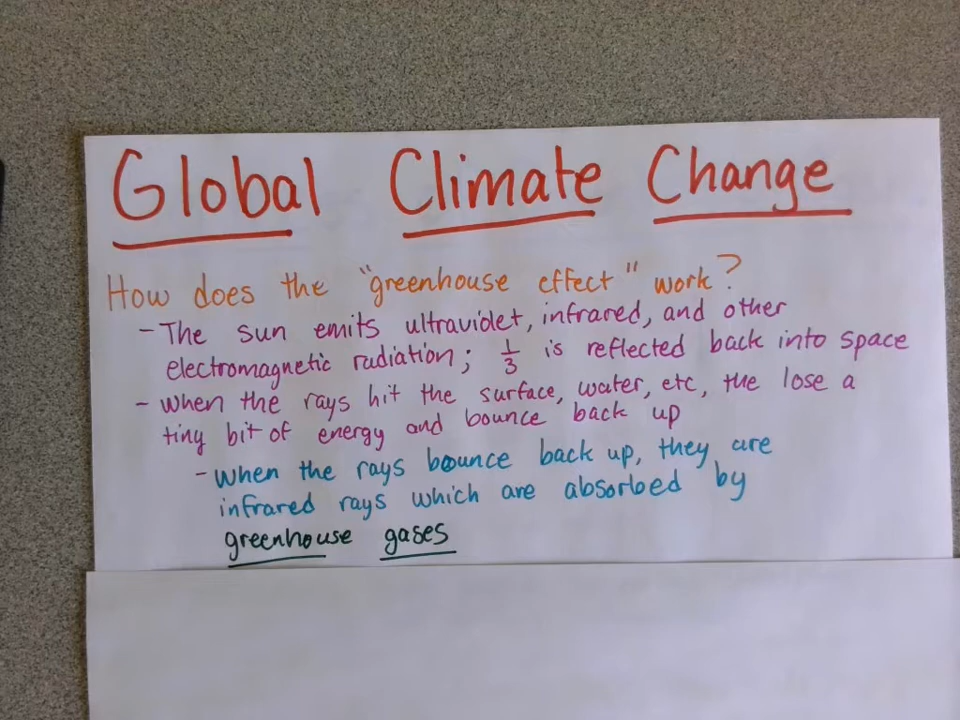 Global Climate Change
How does the "greenhouse effect" work?
- The sun emits ultraviolet, infrared, and other
electromagnetic radiation; 1/3 is reflected back into space
- When the rays hit the surface, water, etc, the lose a
tiny bit of energy and bounce back up
- When the rays bounce back up, they are
infrared rays which are absorbed by
greenhouse gases